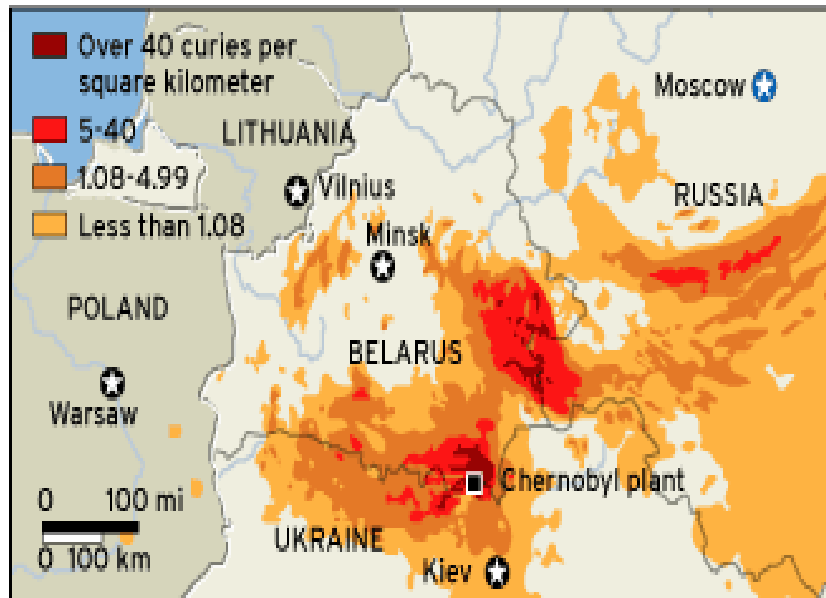 Over 40 curies per
square kilometer
5-40
1.08-4.99
Less than 1.08
Moscow
LITHUANIA
Vilnius
RUSSIA
Minsk
POLAND
BELARUS
Warsaw
Chernobyl plant
0 100 mi
0 100 km
UKRAINE
Kiev